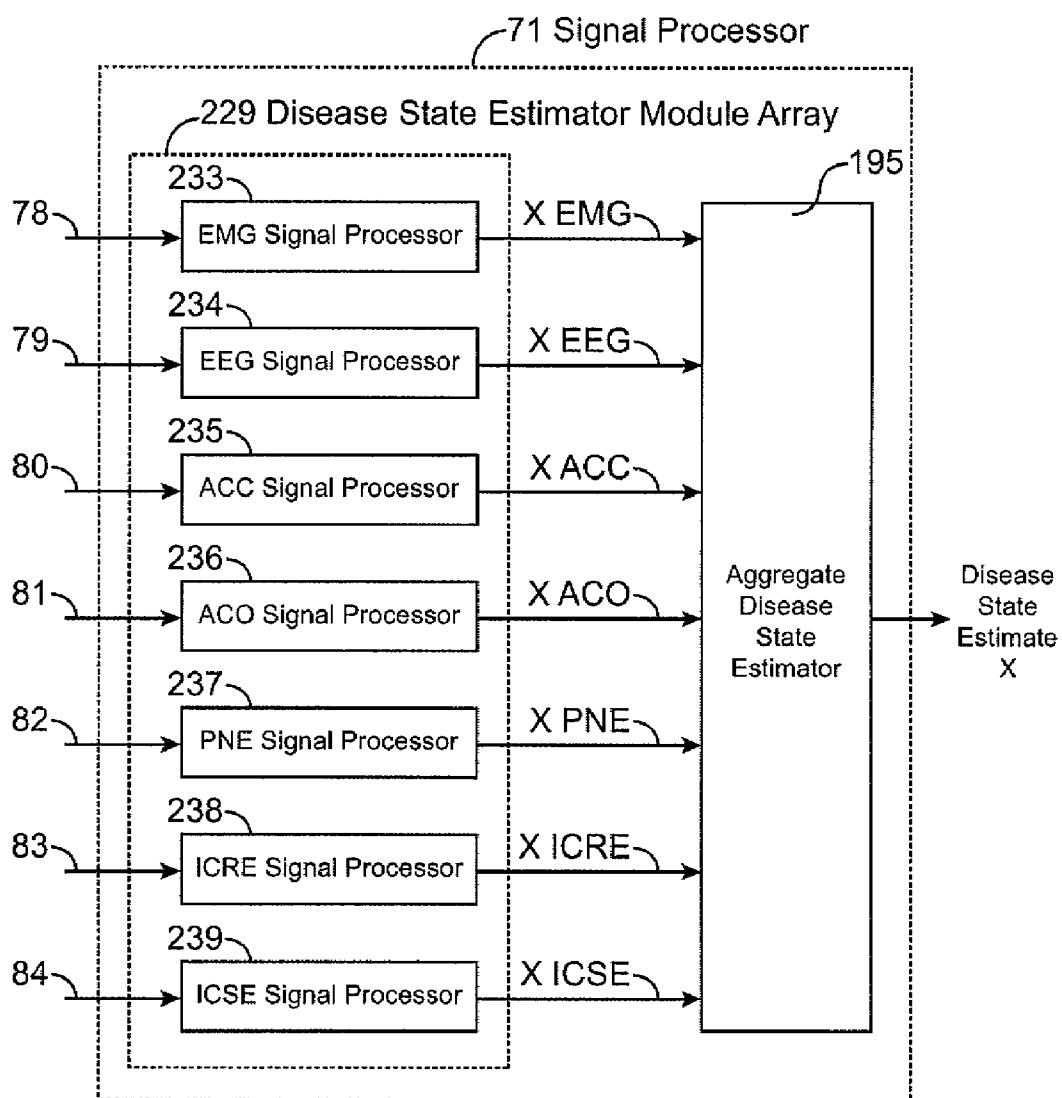 71 Signal Processor
229 Disease State Estimator Module Array
195
233
78
EMG Signal Processor
X EMG
234
79
EEG Signal Processor
X EEG
235
80
ACC Signal Processor
X ACC
236
81
ACO Signal Processor
X ACO
237
82
PNE Signal Processor
X PNE
238
83
ICRE Signal Processor
X ICRE
239
84
ICSE Signal Processor
X ICSE
Aggregate
Disease
State
Estimator
Disease
State
Estimate
X